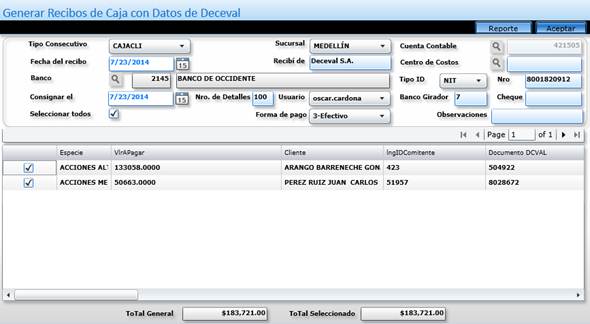 Generar Recibos de Caja con Datos de Deceval
Reporte Aceptar
Tipo Consecutivo CAJACLI Sucursal MEDELLÍN Cuenta Contable 421505
Fecha del recibo 7/23/2014 15 Recibí de Deceval S.A. Centro de Costos
Banco 2145 BANCO DE OCCIDENTE Tipo ID NIT Nro 8001820912
Consignar el 7/23/2014 15 Nro. de Detalles 100 Usuario oscar.cardona Banco Girador 7 Cheque
Seleccionar todos Forma de pago 3-Efectivo Observaciones
Page 1 of 1
Especie VlrAPagar Cliente lngIDComitente Documento DCVAL
ACCIONES AL 133058.0000 ARANGO BARRENECHE GON 423 504922
ACCIONES ME 50663.0000 PEREZ RUIZ JUAN CARLOS 51957 8028672
ToTal General $183,721.00 ToTal Seleccionado $183,721.00